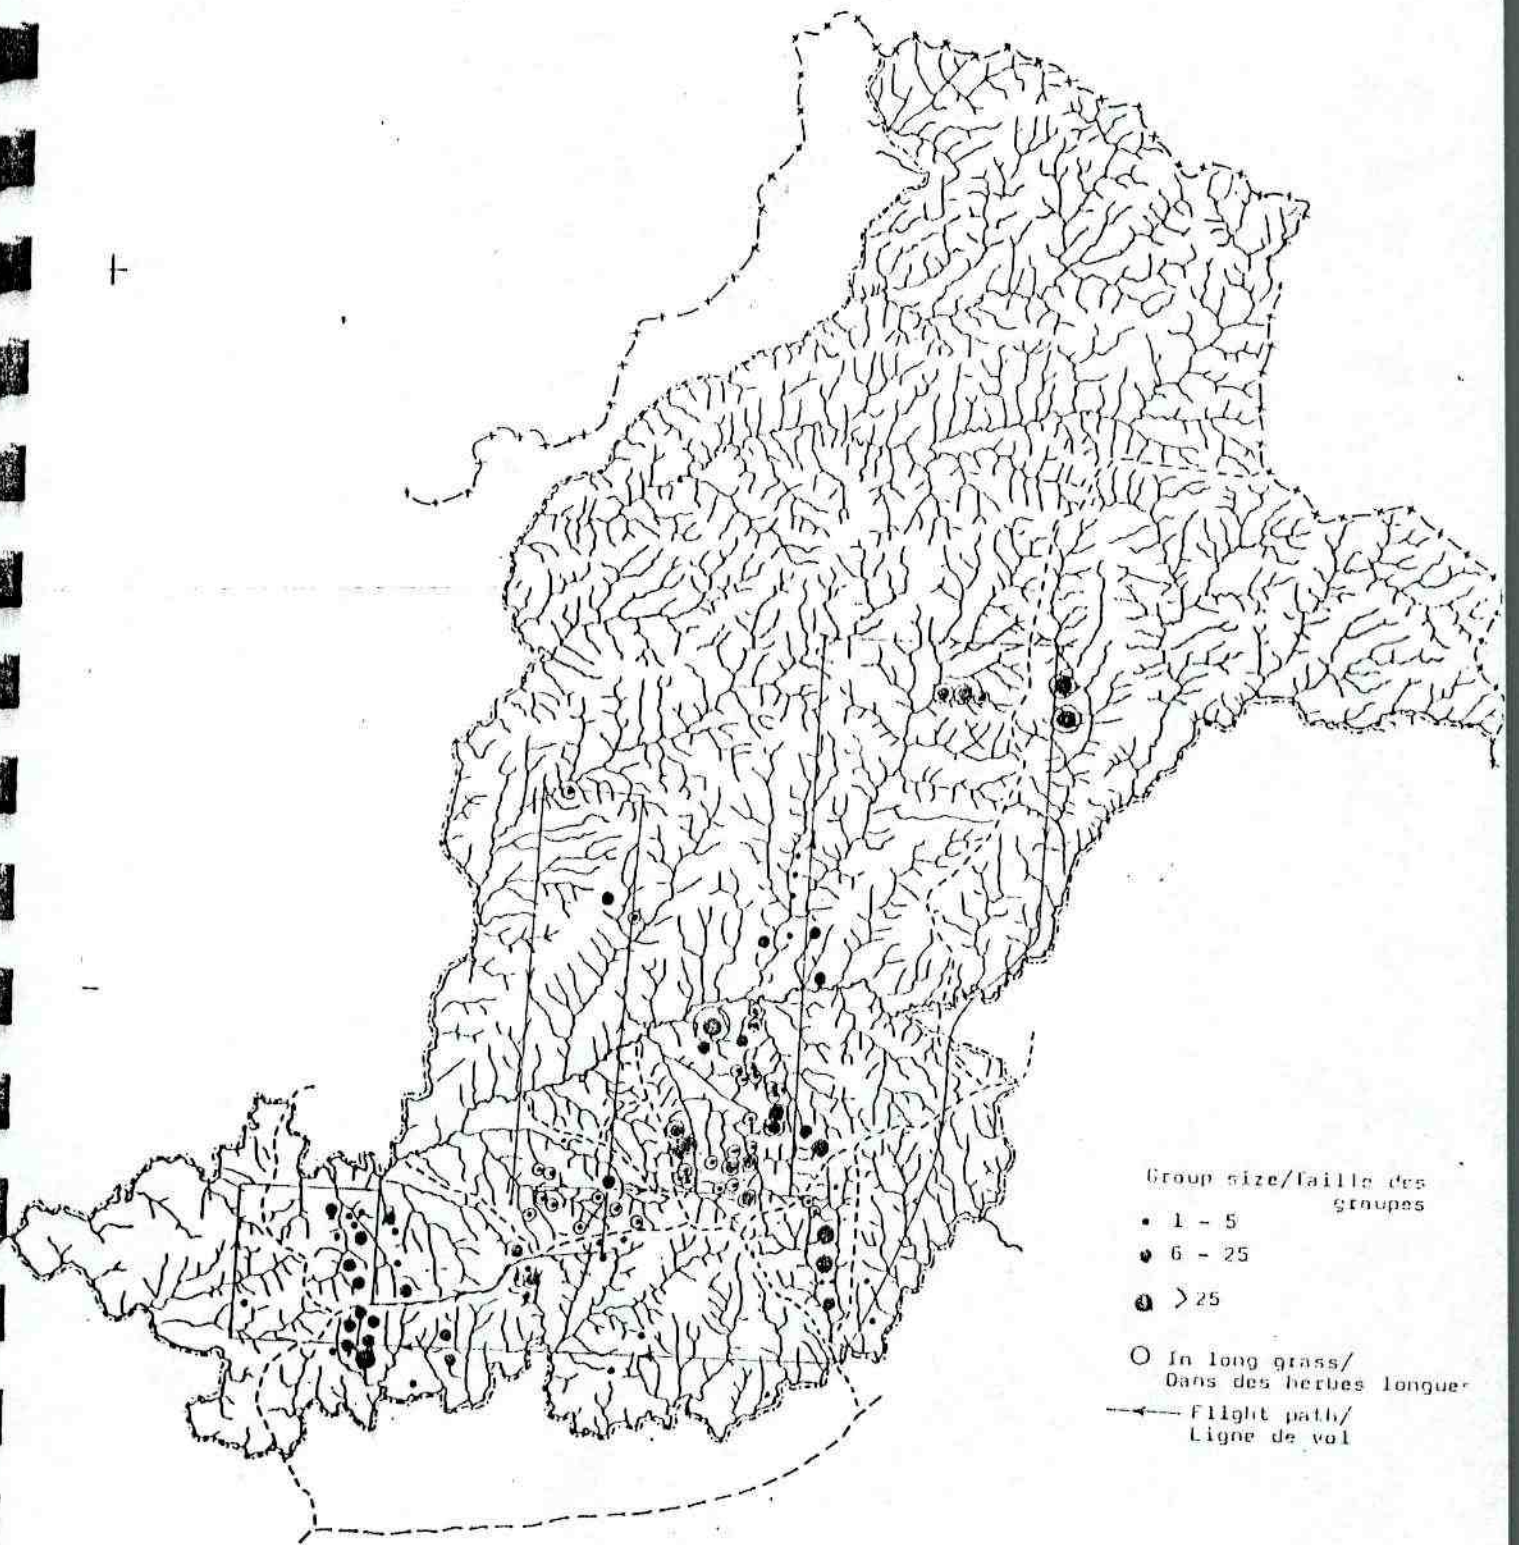 Group size/Taille des
groupes
1 - 5
6 - 25
>25
In long grass/
Dans des herbes longue
Flight path/
Ligne de vol